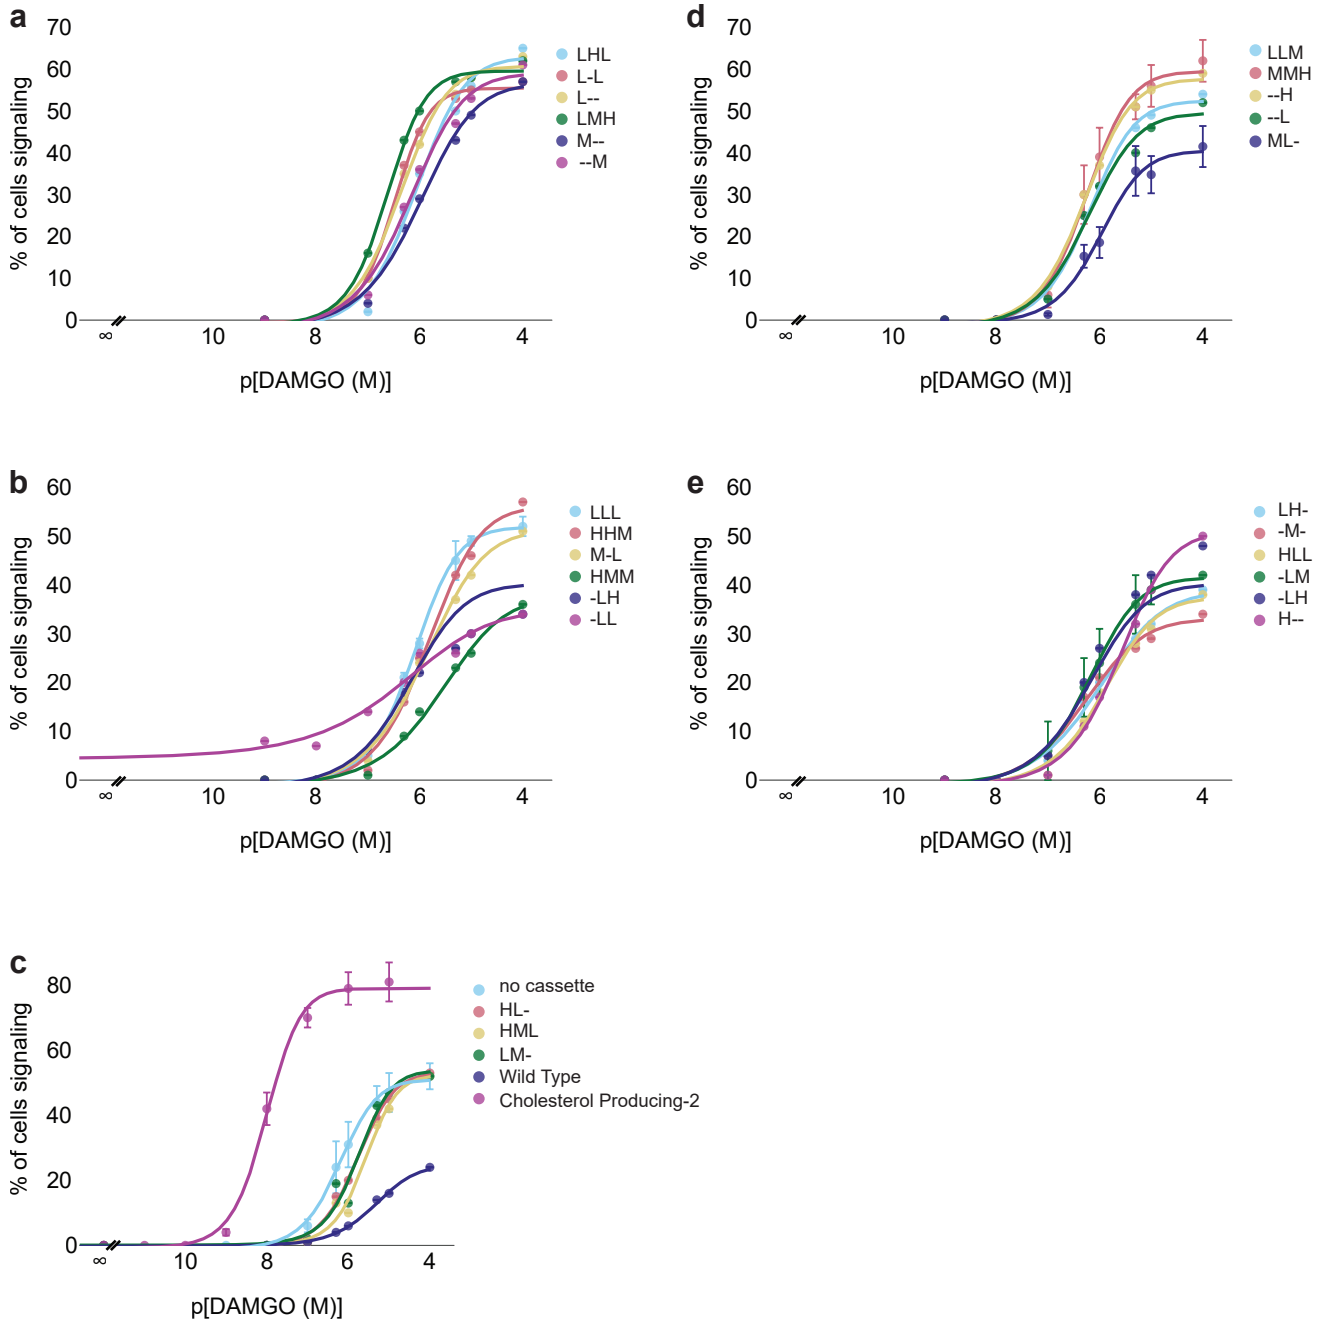 a
70
60
50
40
30
20
10
0
% of cells signaling
∞
10
8
6
4
p[DAMGO (M)]
LHL
L-L
L--
LMH
M--
--M
d
70
60
50
40
30
20
10
0
% of cells signaling
∞
10
8
6
4
p[DAMGO (M)]
LLM
MMH
--H
--L
ML-
b
60
50
40
30
20
10
0
% of cells signaling
∞
10
8
6
4
p[DAMGO (M)]
LLL
HHM
M-L
HMM
-LH
-LL
e
60
50
40
30
20
10
0
% of cells signaling
∞
10
8
6
4
p[DAMGO (M)]
LH-
-M-
HLL
-LM
-LH
H--
c
80
60
40
20
0
% of cells signaling
∞
10
8
6
4
p[DAMGO (M)]
no cassette
HL-
HML
LM-
Wild Type
Cholesterol Producing-2